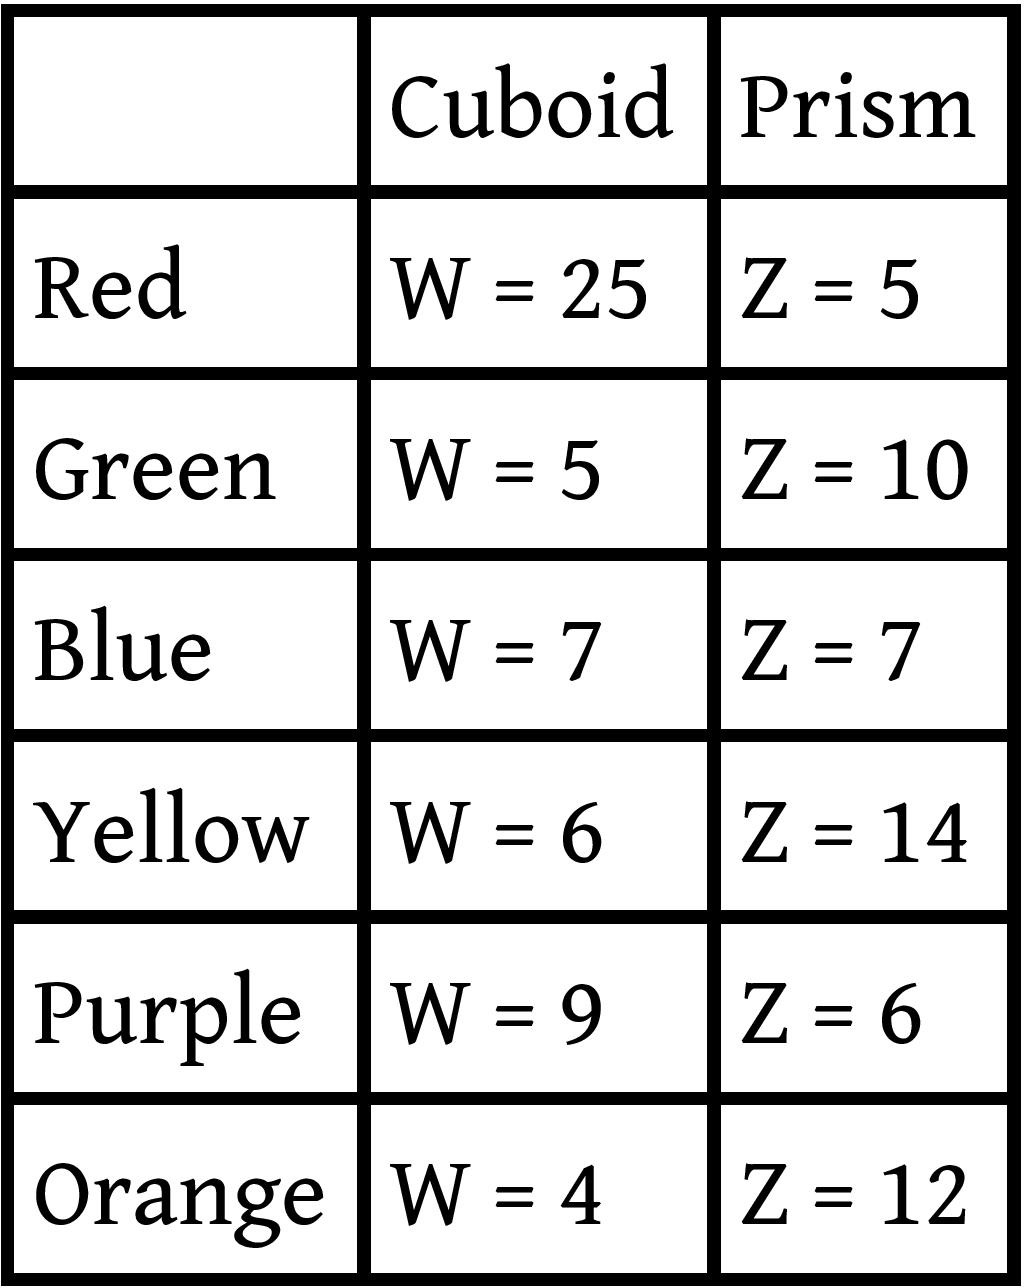 Cuboid Prism
Red W = 25 Z = 5
Green W = 5 Z = 10
Blue W = 7 Z = 7
Yellow W = 6 Z = 14
Purple W = 9 Z = 6
Orange W = 4 Z = 12